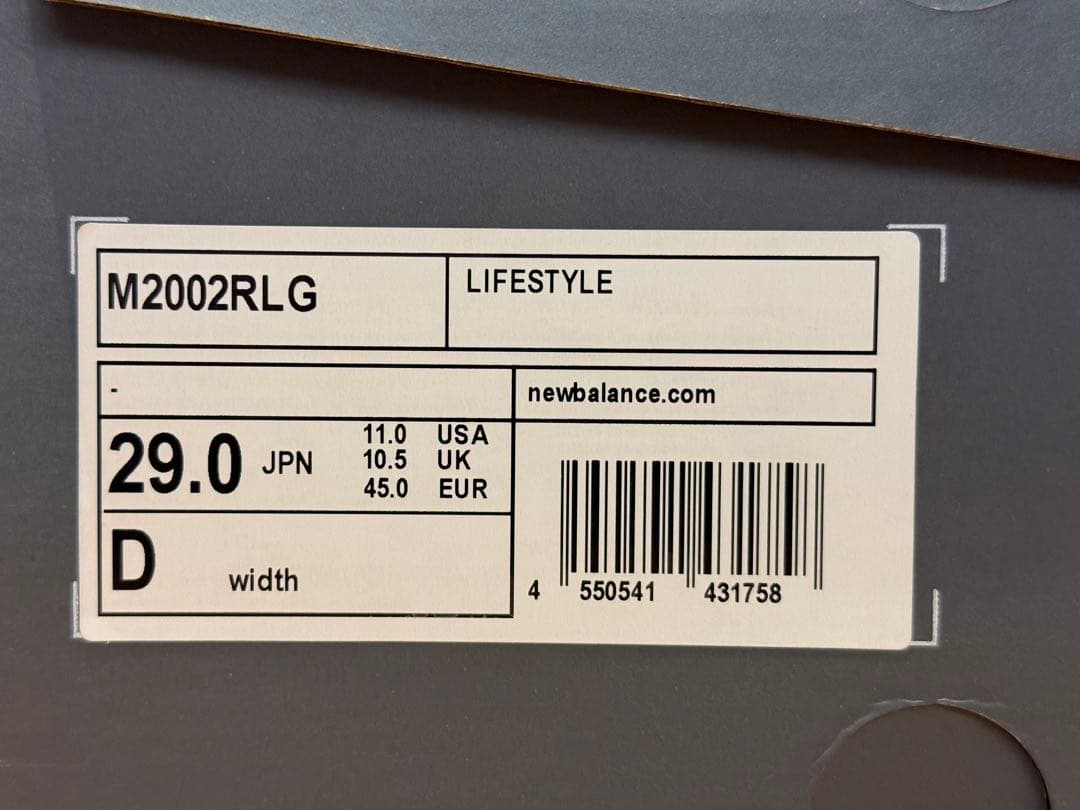 M2002RLG
LIFESTYLE
-
newbalance.com
29.0 JPN
11.0 USA
10.5 UK
45.0 EUR
D width
4 550541 431758